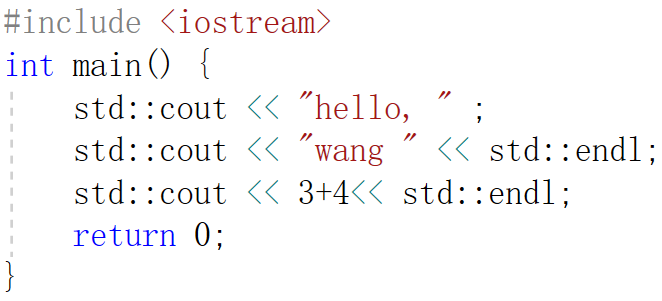 #include <iostream>
int main() {
    std::cout << "hello, " ;
    std::cout << "wang " << std::endl;
    std::cout << 3+4<< std::endl;
    return 0;
}